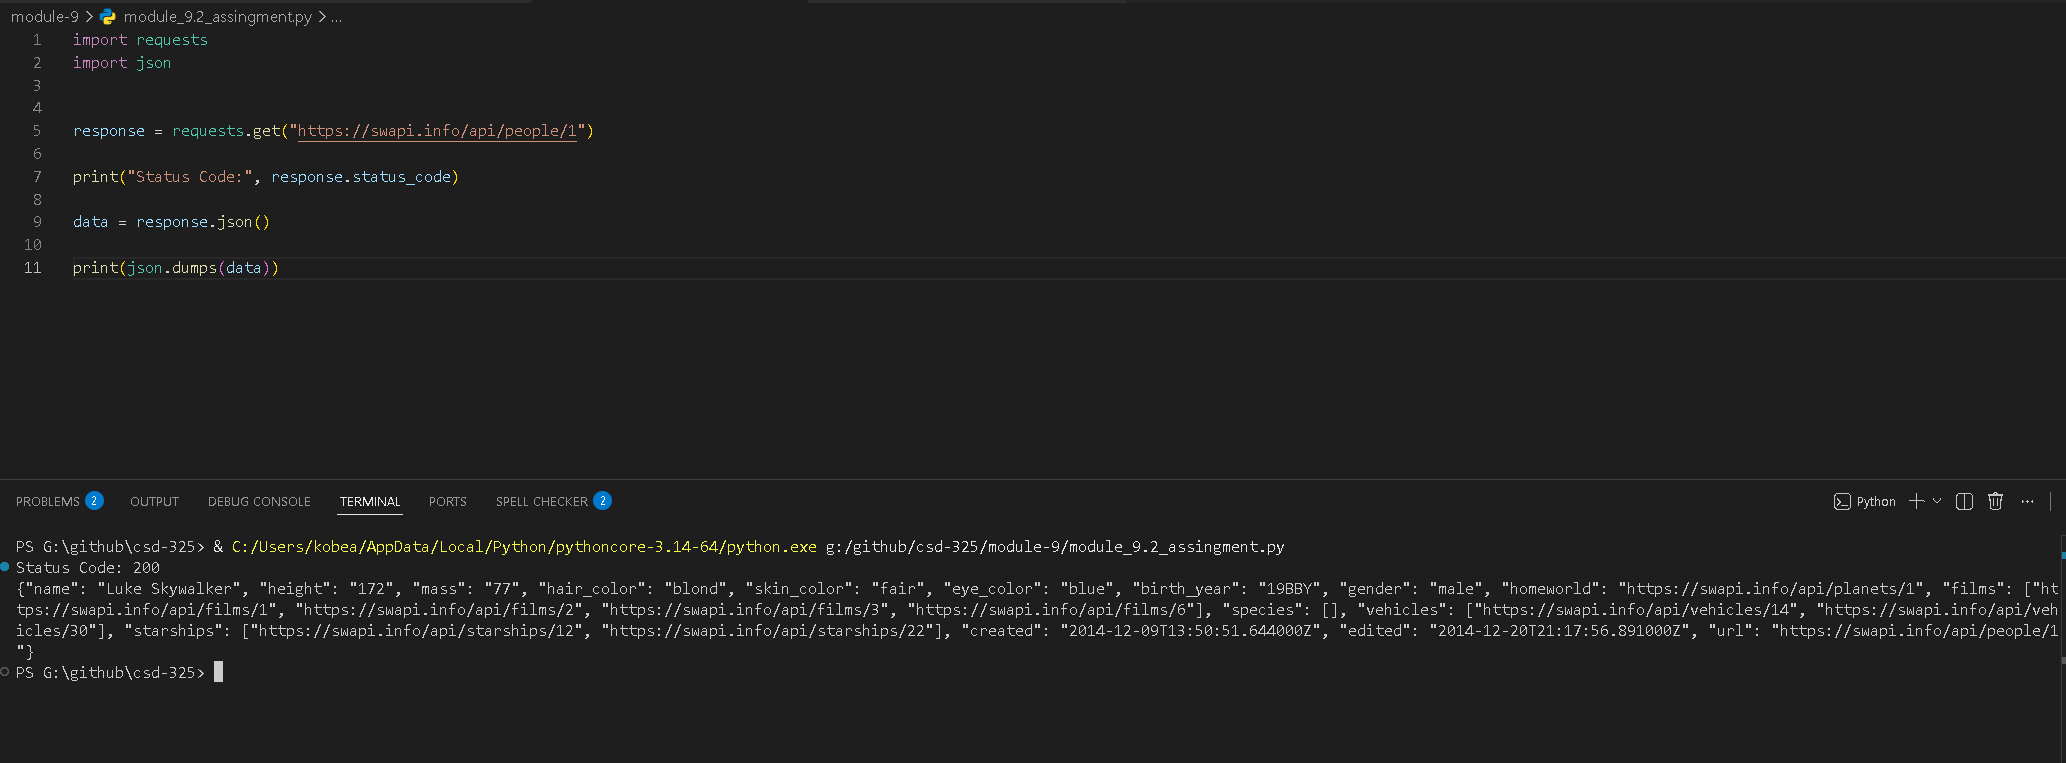 module-9 > module_9.2_assingment.py > ...
1 import requests
2 import json
3
4
5 response = requests.get("https://swapi.info/api/people/1")
6
7 print("Status Code:", response.status_code)
8
9 data = response.json()
10
11 print(json.dumps(data))
PROBLEMS 2 OUTPUT DEBUG CONSOLE TERMINAL PORTS SPELL CHECKER 2 Python
PS G:\github\csd-325> & C:/Users/kobea/AppData/Local/Python/pythoncore-3.14-64/python.exe g:/github/csd-325/module-9/module_9.2_assingment.py
Status Code: 200
{"name": "Luke Skywalker", "height": "172", "mass": "77", "hair_color": "blond", "skin_color": "fair", "eye_color": "blue", "birth_year": "19BBY", "gender": "male", "homeworld": "https://swapi.info/api/planets/1", "films": ["ht
tps://swapi.info/api/films/1", "https://swapi.info/api/films/2", "https://swapi.info/api/films/3", "https://swapi.info/api/films/6"], "species": [], "vehicles": ["https://swapi.info/api/vehicles/14", "https://swapi.info/api/veh
icles/30"], "starships": ["https://swapi.info/api/starships/12", "https://swapi.info/api/starships/22"], "created": "2014-12-09T13:50:51.644000Z", "edited": "2014-12-20T21:17:56.891000Z", "url": "https://swapi.info/api/people/1
"}
PS G:\github\csd-325>